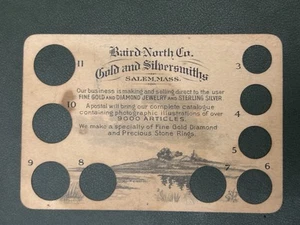 Baird-North Co.
Gold and Silversmiths
SALEM, MASS.
Our business is making and selling direct to the user
FINE GOLD AND DIAMOND JEWELRY AND STERLING SILVER
A postal will bring our complete catalogue
containing photographic illustrations of over
9000 ARTICLES.
We make a specialty of Fine Gold Diamond
and Precious Stone Rings.
11
10
9
8
7
6
5
4
3